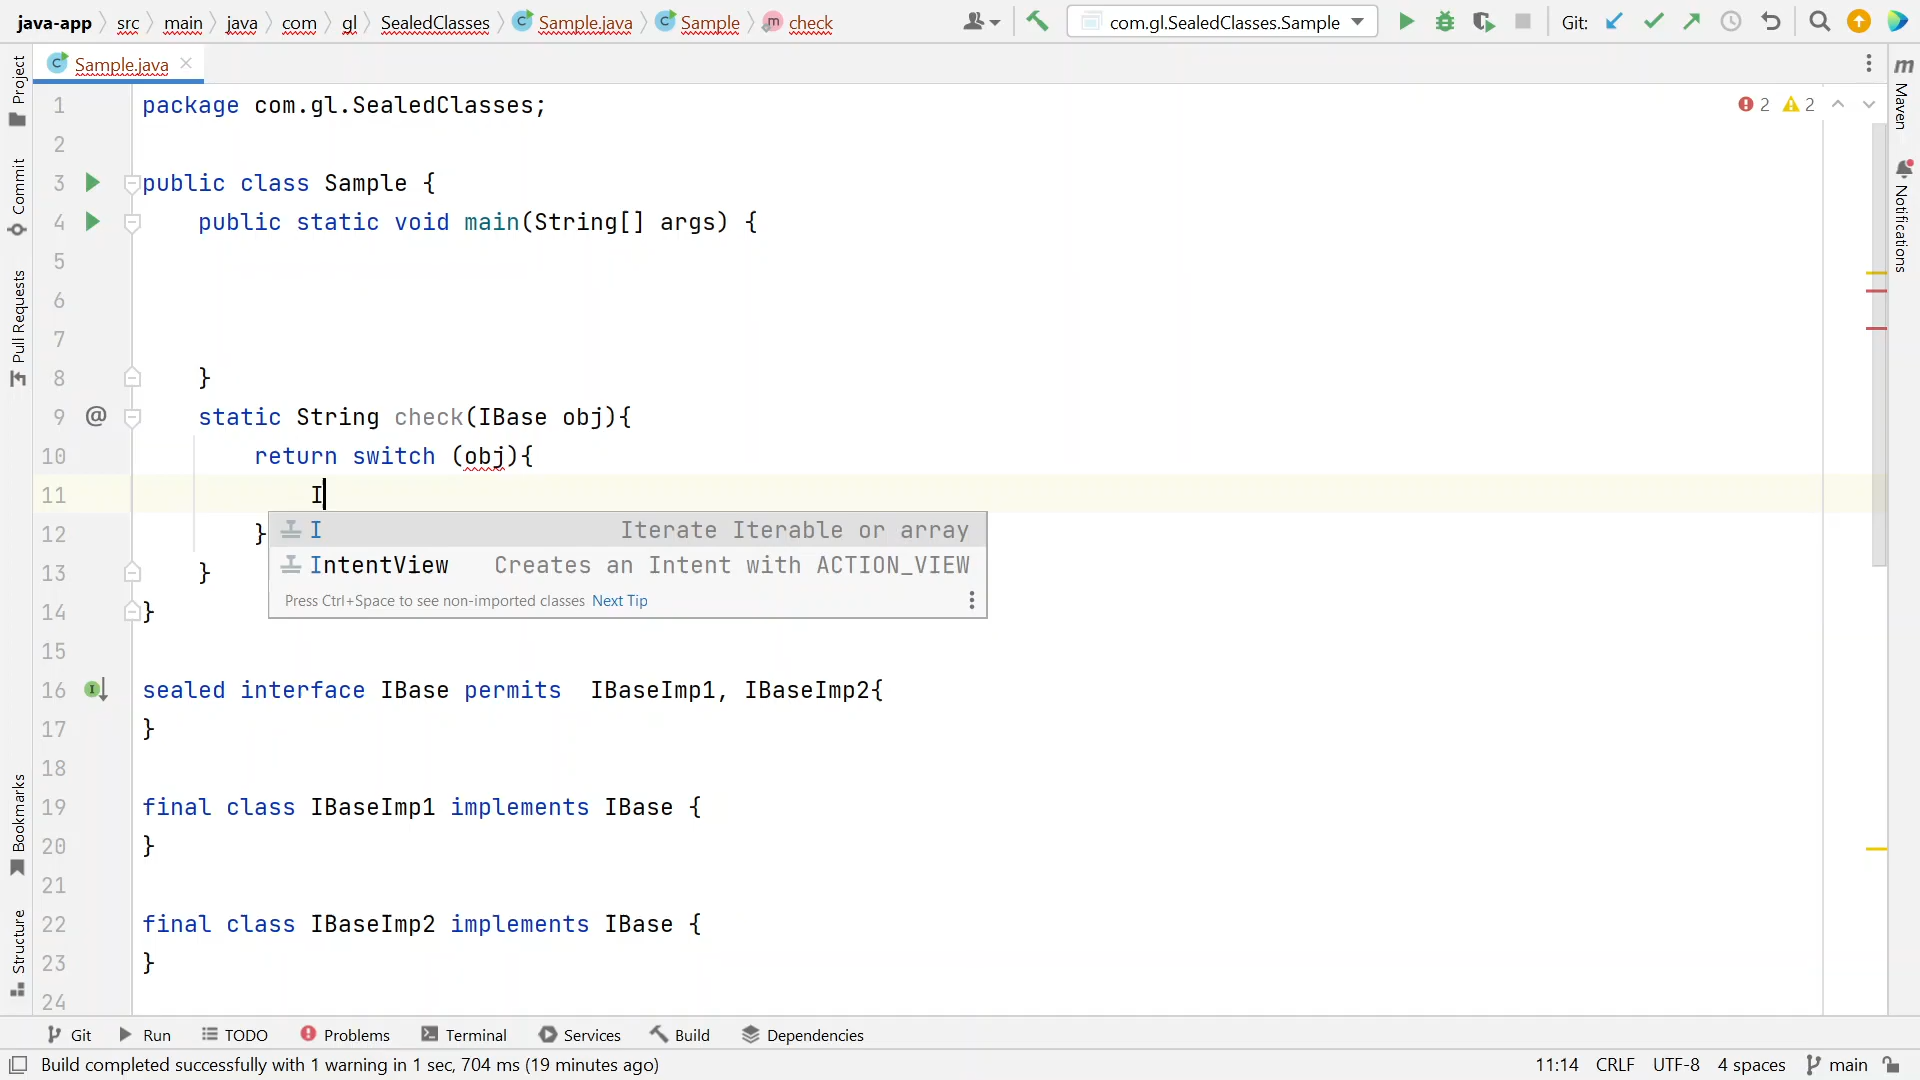 java-app src main java com gl SealedClasses Sample.java Sample check com.gl.SealedClasses.Sample Git:
Sample.java
Project
Commit
Pull Requests
Bookmarks
Structure
1 package com.gl.SealedClasses;
2
3 public class Sample {
4 public static void main(String[] args) {
5
6
7
8 }
9 @ static String check(IBase obj){
10 return switch (obj){
11 I
12 }
13 }
14 }
15
16 sealed interface IBase permits  IBaseImp1, IBaseImp2{
17 }
18
19 final class IBaseImp1 implements IBase {
20 }
21
22 final class IBaseImp2 implements IBase {
23 }
24
I Iterate Iterable or array
IntentView Creates an Intent with ACTION_VIEW
Press Ctrl+Space to see non-imported classes Next Tip
2 2
m Maven
Notifications
Git Run TODO Problems Terminal Services Build Dependencies
Build completed successfully with 1 warning in 1 sec, 704 ms (19 minutes ago) 11:14 CRLF UTF-8 4 spaces main